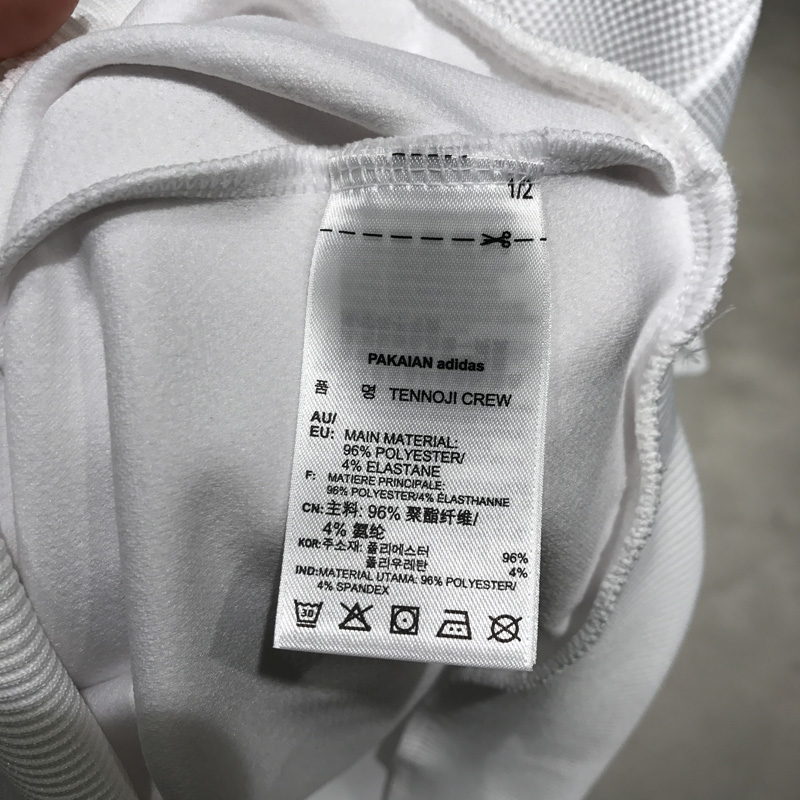 1/2
PAKAIAN adidas
품 명 TENNOJI CREW
AU/
EU: MAIN MATERIAL:
96% POLYESTER/
4% ELASTANE
F: MATIERE PRINCIPALE:
96% POLYESTER/4% ÉLASTHANNE
CN: 主料: 96% 聚酯纤维/
4% 氨纶
KOR: 주소재: 폴리에스터 96%
폴리우레탄 4%
IND: MATERIAL UTAMA: 96% POLYESTER/
4% SPANDEX
30